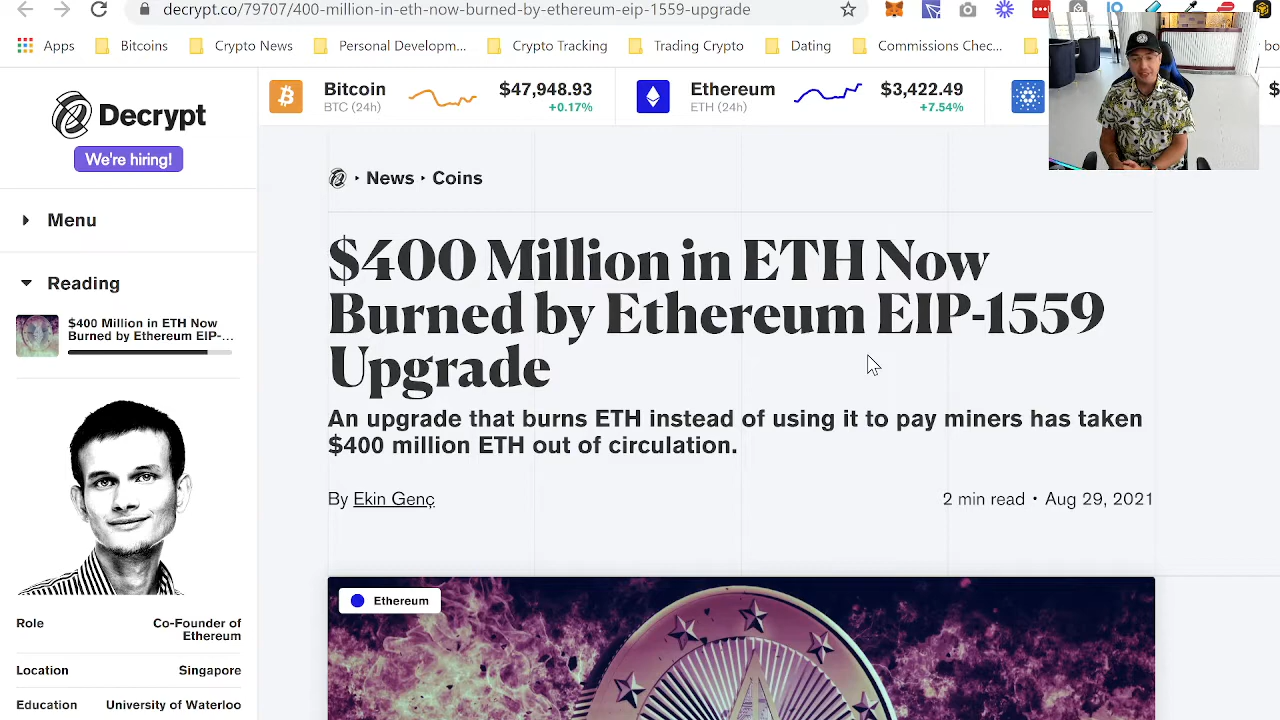 decrypt.co/79707/400-million-in-eth-now-burned-by-ethereum-eip-1559-upgrade
Apps
Bitcoins
Crypto News
Personal Developm...
Crypto Tracking
Trading Crypto
Dating
Commissions Chec...
Decrypt
We're hiring!
Bitcoin
BTC (24h)
$47,948.93
+0.17%
Ethereum
ETH (24h)
$3,422.49
+7.54%
$
Menu
Reading
$400 Million in ETH Now
Burned by Ethereum EIP-...
Role
Co-Founder of
Ethereum
Location
Singapore
Education
University of Waterloo
News
Coins
$400 Million in ETH Now
Burned by Ethereum EIP-1559
Upgrade
An upgrade that burns ETH instead of using it to pay miners has taken
$400 million ETH out of circulation.
By Ekin Genç
2 min read • Aug 29, 2021
Ethereum